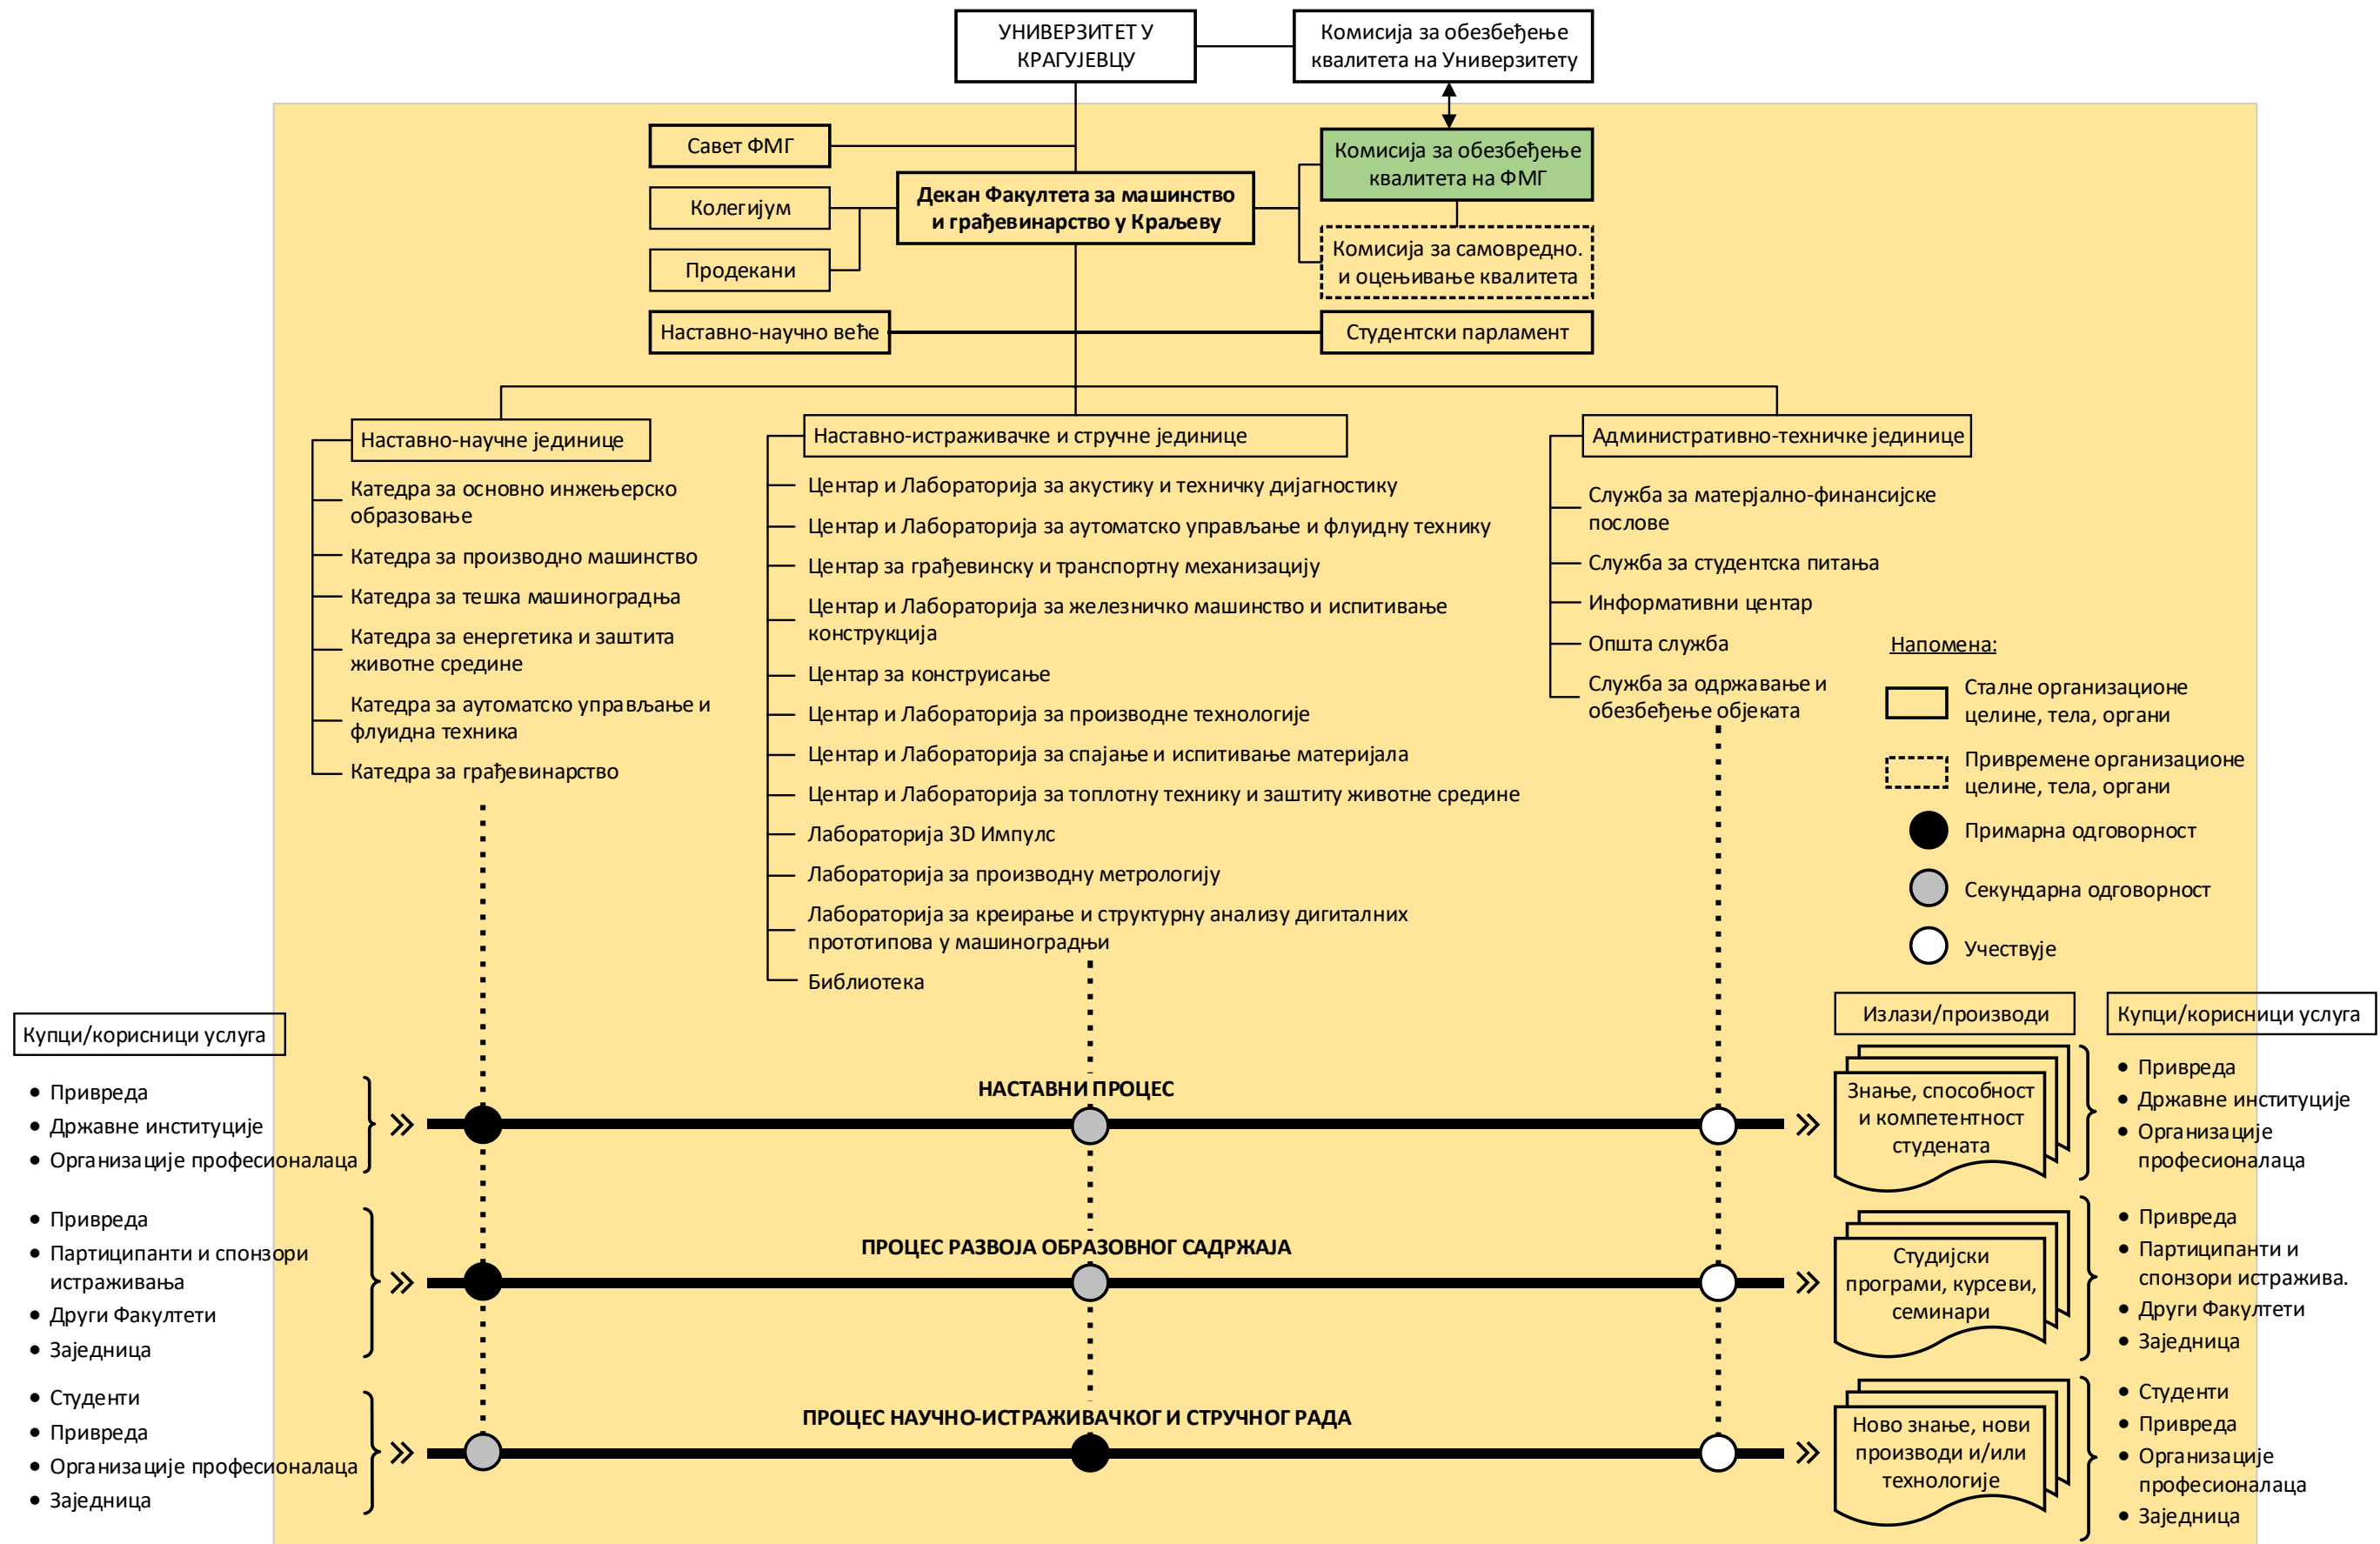 УНИВЕРЗИТЕТ У
КРАГУЈЕВЦУ
Комисија за обезбеђење
квалитета на Универзитету
Савет ФМГ
Колегијум
Продекани
Декан Факултета за машинство
и грађевинарство у Краљеву
Комисија за обезбеђење
квалитета на ФМГ
Комисија за самовредно.
и оцењивање квалитета
Наставно-научно веће
Студентски парламент
Наставно-научне јединице
Катедра за основно инжењерско
образовање
Катедра за производно машинство
Катедра за тешка машиноградња
Катедра за енергетика и заштита
животне средине
Катедра за аутоматско управљање и
флуидна техника
Катедра за грађевинарство
Наставно-истраживачке и стручне јединице
Центар и Лабораторија за акустику и техничку дијагностику
Центар и Лабораторија за аутоматско управљање и флуидну технику
Центар за грађевинску и транспортну механизацију
Центар и Лабораторија за железничко машинство и испитивање
конструкција
Центар за конструисање
Центар и Лабораторија за производне технологије
Центар и Лабораторија за спајање и испитивање материјала
Центар и Лабораторија за топлотну технику и заштиту животне средине
Лабораторија 3D Импулс
Лабораторија за производну метрологију
Лабораторија за креирање и структурну анализу дигиталних
прототипова у машиноградњи
Библиотека
Административно-техничке јединице
Служба за матерјално-финансијске
послове
Служба за студентска питања
Информативни центар
Општа служба
Служба за одржавање и
обезбеђење објеката
Напомена:
Сталне организационе
целине, тела, органи
Привремене организационе
целине, тела, органи
Примарна одговорност
Секундарна одговорност
Учествује
Купци/корисници услуга
Излази/производи
Купци/корисници услуга
• Привреда
• Државне институције
• Организације професионалаца
НАСТАВНИ ПРОЦЕС
Знање, способност
и компетентност
студената
• Привреда
• Државне институције
• Организације
професионалаца
• Привреда
• Партиципанти и спонзори
истраживања
• Други Факултети
• Заједница
ПРОЦЕС РАЗВОЈА ОБРАЗОВНОГ САДРЖАЈА
Студијски
програми, курсеви,
семинари
• Привреда
• Партиципанти и
спонзори истражива.
• Други Факултети
• Заједница
• Студенти
• Привреда
• Организације професионалаца
• Заједница
ПРОЦЕС НАУЧНО-ИСТРАЖИВАЧКОГ И СТРУЧНОГ РАДА
Ново знање, нови
производи и/или
технологије
• Студенти
• Привреда
• Организације
професионалаца
• Заједница